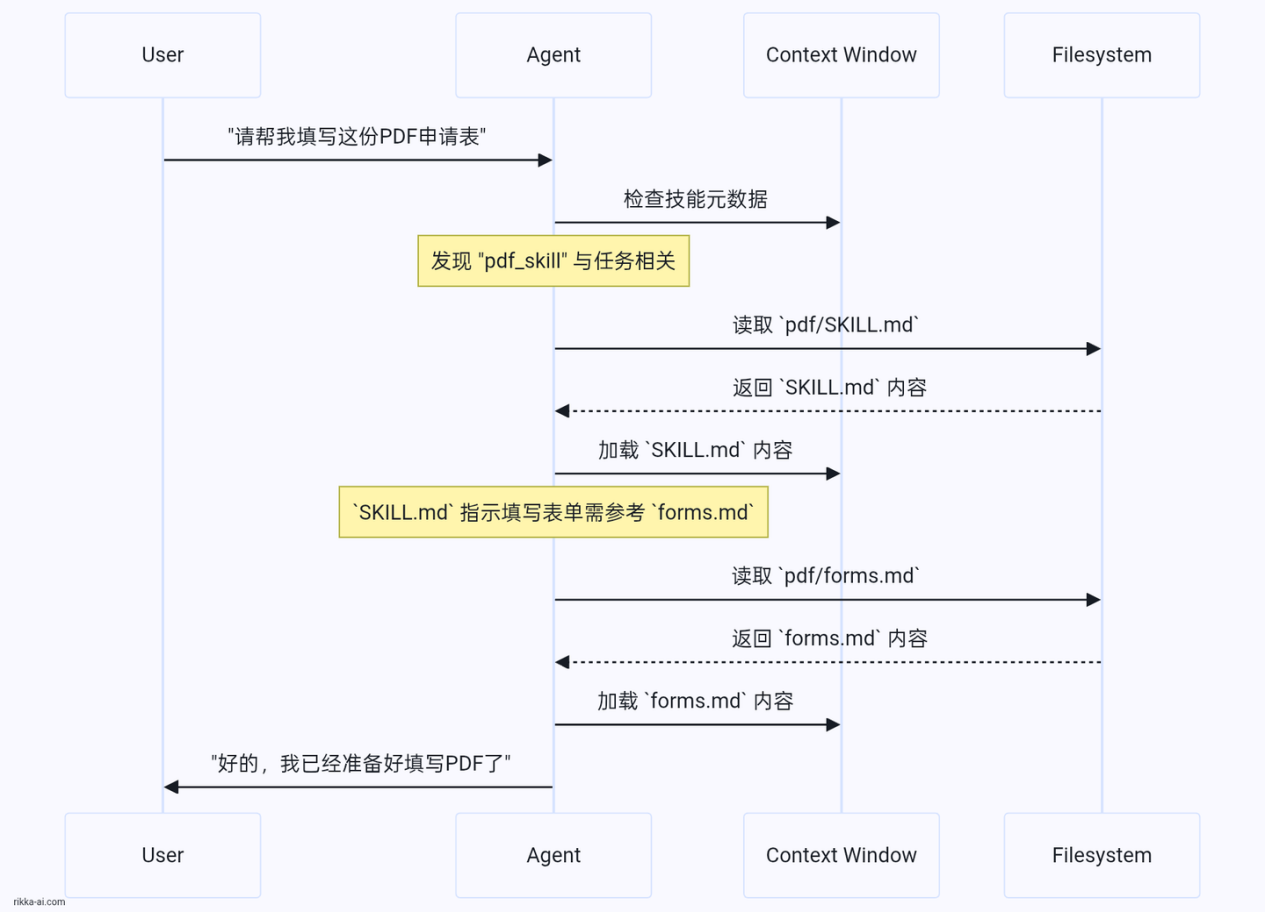 User
Agent
Context Window
Filesystem
"请帮我填写这份PDF申请表"
检查技能元数据
发现 "pdf_skill" 与任务相关
读取 `pdf/SKILL.md`
返回 `SKILL.md` 内容
加载 `SKILL.md` 内容
`SKILL.md` 指示填写表单需参考 `forms.md`
读取 `pdf/forms.md`
返回 `forms.md` 内容
加载 `forms.md` 内容
"好的，我已经准备好填写PDF了"
User
Agent
Context Window
Filesystem
rikka-ai.com